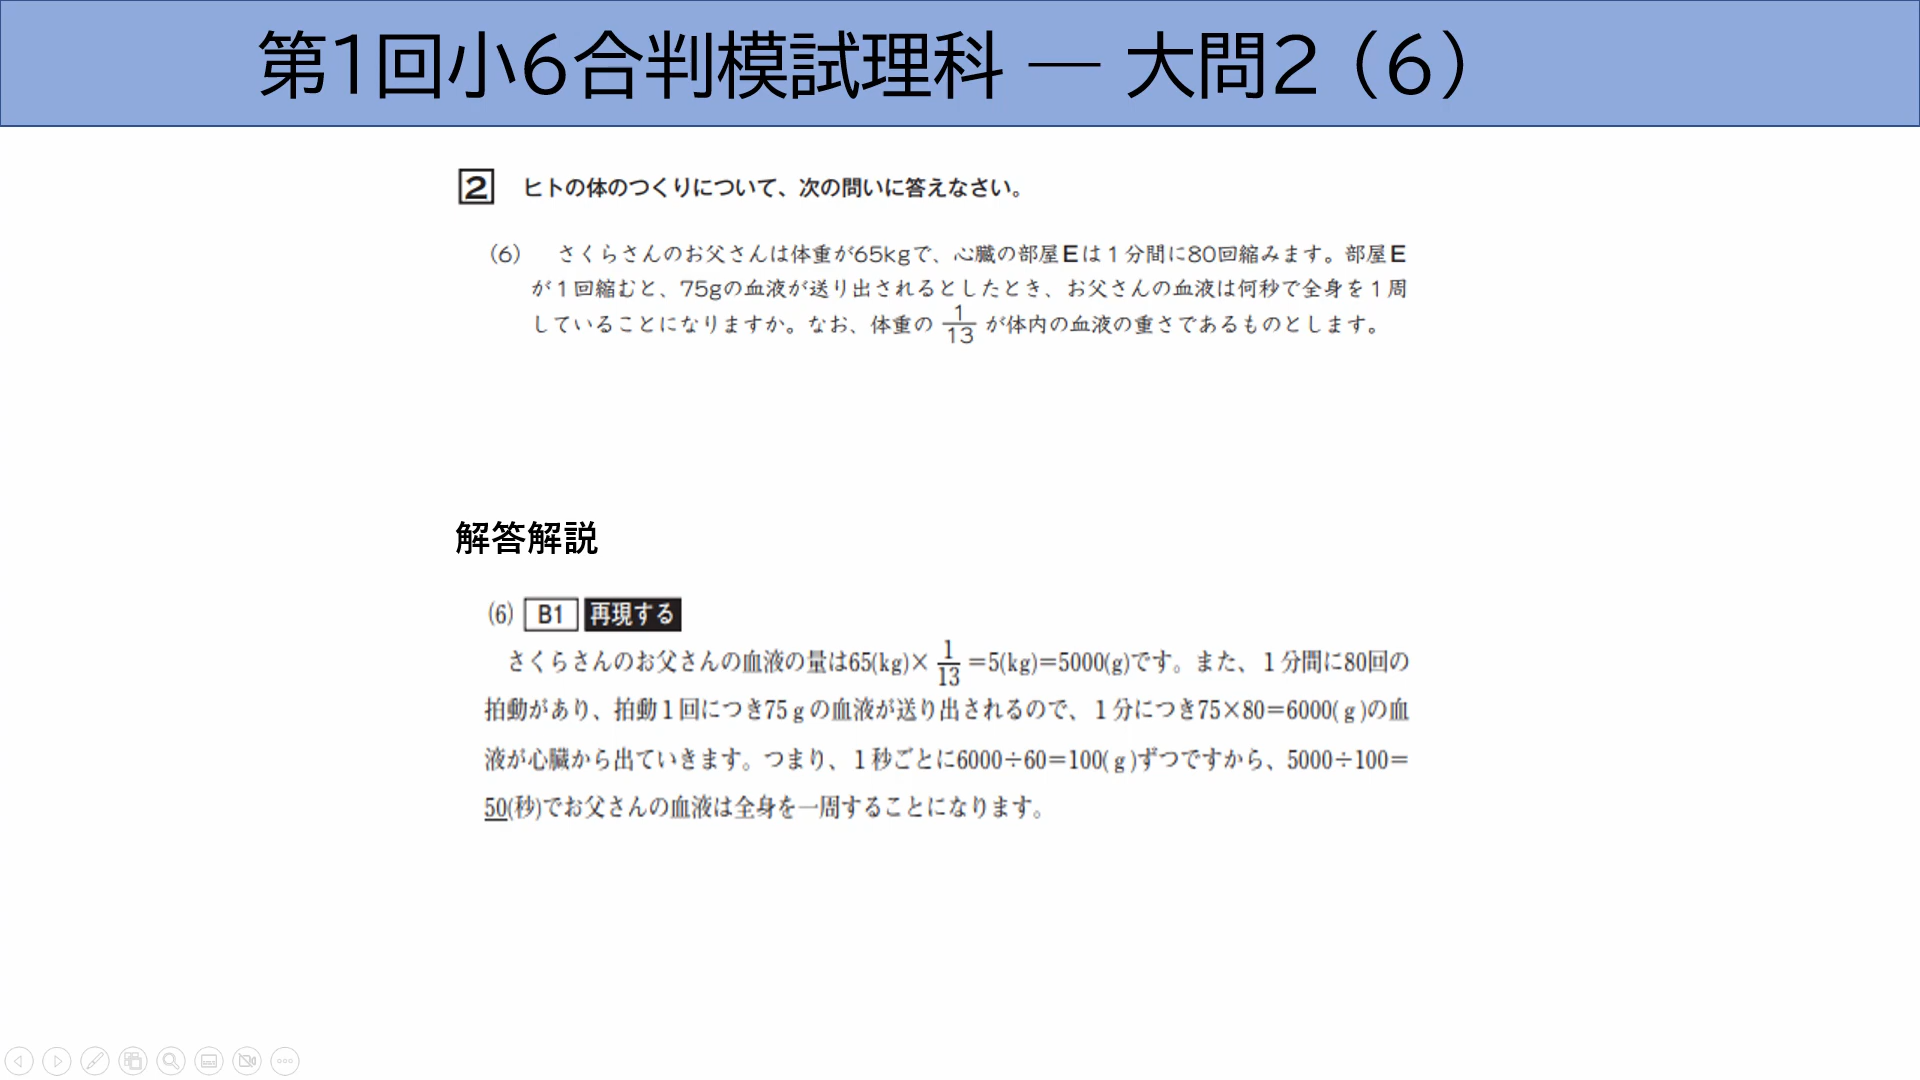 第1回小6合判模試理科 ― 大問2(6)
2 ヒトの体のつくりについて、次の問いに答えなさい。
(6) さくらさんのお父さんは体重が65kgで、心臓の部屋Eは1分間に80回縮みます。部屋E
が1回縮むと、75gの血液が送り出されるとしたとき、お父さんの血液は何秒で全身を1周
していることになりますか。なお、体重の 1/13 が体内の血液の重さであるものとします。
解答解説
(6) B1 再現する
さくらさんのお父さんの血液の量は65(kg)× 1/13 =5(kg)=5000(g)です。また、1分間に80回の
拍動があり、拍動1回につき75gの血液が送り出されるので、1分につき75×80=6000(g)の血
液が心臓から出ていきます。つまり、1秒ごとに6000÷60=100(g)ずつですから、5000÷100=
50(秒)でお父さんの血液は全身を一周することになります。